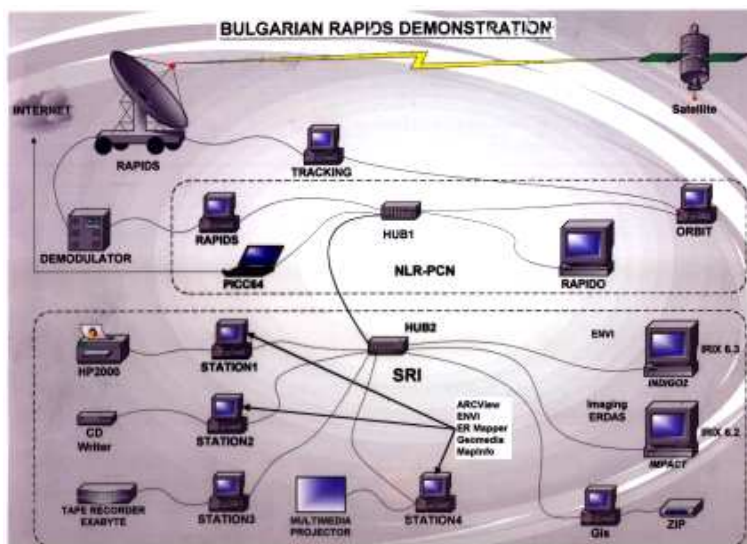 BULGARIAN RAPIDS DEMONSTRATION
INTERNET
Satellite
RAPIDS
TRACKING
DEMODULATOR
RAPIDS
HUB1
ORBIT
PICC64
NLR-PCN
RAPIDO
HUB2
ENVI
IRIX 6.3
HP2000
STATION1
SRI
INDIGO2
ARCView
ENVI
ER Mapper
Geomedia
MapInfo
Imaging
ERDAS
CD
Writer
STATION2
IRIX 6.2
IMPACT
TAPE RECORDER
EXABYTE
STATION3
MULTIMEDIA
PROJECTOR
STATION4
Gis
ZIP